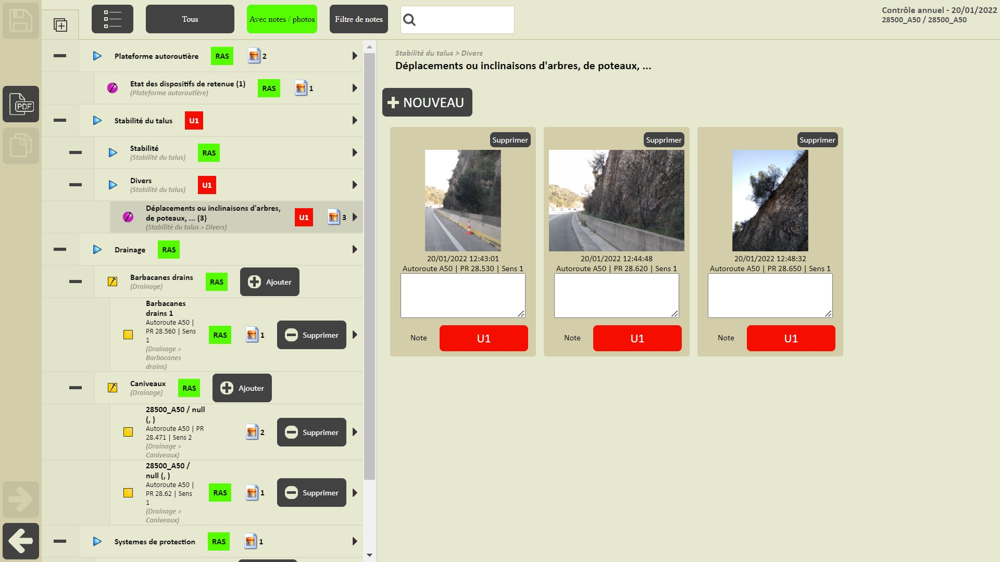 Tous
Avec notes / photos
Filtre de notes
Contrôle annuel - 20/01/2022
28500_A50 / 28500_A50
PDF
Plateforme autoroutière
RAS
2
Etat des dispositifs de retenue (1)
(Plateforme autoroutière)
RAS
1
Stabilité du talus
U1
Stabilité
(Stabilité du talus)
RAS
Divers
(Stabilité du talus)
U1
Déplacements ou inclinaisons d'arbres,
de poteaux, ... (3)
(Stabilité du talus > Divers)
U1
3
Drainage
RAS
Barbacanes drains
(Drainage)
RAS
Ajouter
Barbacanes
drains 1
Autoroute A50 |
PR 28.560 | Sens
1
(Drainage >
Barbacanes
drains)
RAS
1
Supprimer
Caniveaux
(Drainage)
RAS
Ajouter
28500_A50 / null
(, )
Autoroute A50 | PR
28.471 | Sens 2
(Drainage >
Caniveaux)
2
Supprimer
28500_A50 /
null (, )
Autoroute A50 |
PR 28.62 | Sens
1
(Drainage >
Caniveaux)
RAS
1
Supprimer
Systemes de protection
RAS
1
Stabilité du talus > Divers
Déplacements ou inclinaisons d'arbres, de poteaux, ...
NOUVEAU
Supprimer
20/01/2022 12:43:01
Autoroute A50 | PR 28.530 | Sens 1
Note
U1
Supprimer
20/01/2022 12:44:48
Autoroute A50 | PR 28.620 | Sens 1
Note
U1
Supprimer
20/01/2022 12:48:32
Autoroute A50 | PR 28.650 | Sens 1
Note
U1